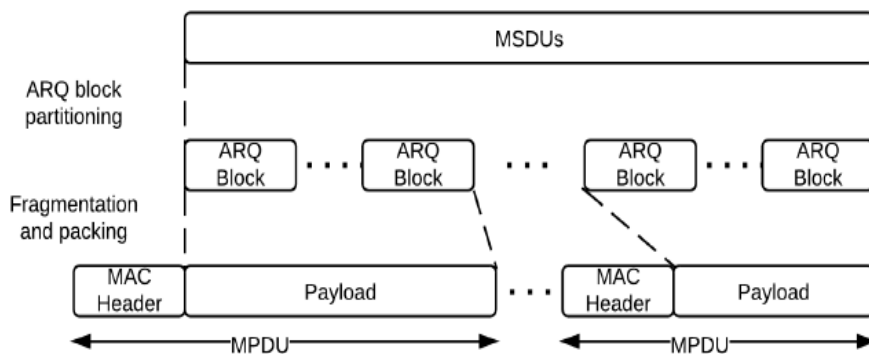 MSDUs
ARQ block
partitioning
ARQ
Block
ARQ
Block
ARQ
Block
ARQ
Block
Fragmentation
and packing
MAC
Header
Payload
MAC
Header
Payload
MPDU
MPDU